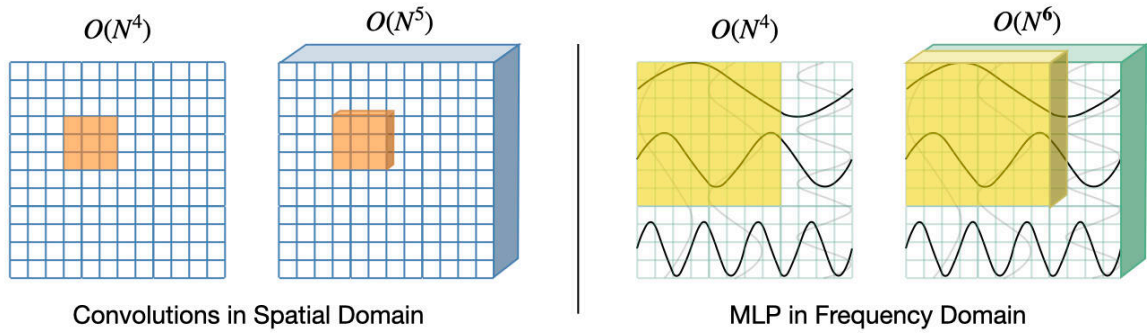 O(N⁴)
O(N⁵)
O(N⁴)
O(N⁶)
Convolutions in Spatial Domain
MLP in Frequency Domain